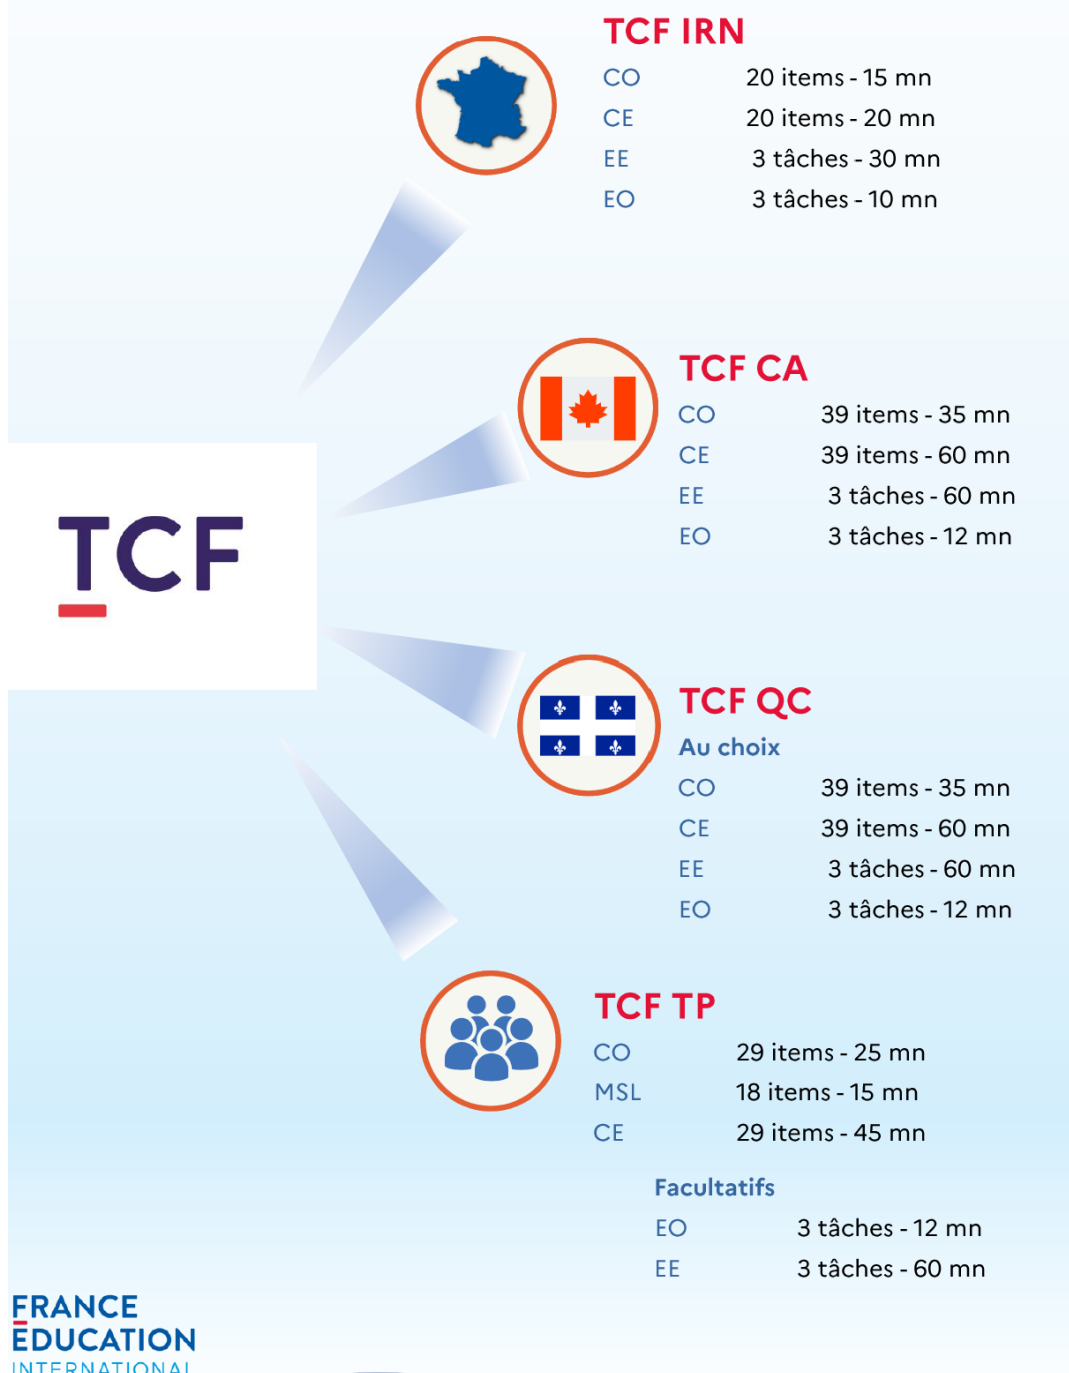 TCF IRN
CO 20 items - 15 mn
CE 20 items - 20 mn
EE 3 tâches - 30 mn
EO 3 tâches - 10 mn
TCF CA
CO 39 items - 35 mn
CE 39 items - 60 mn
EE 3 tâches - 60 mn
EO 3 tâches - 12 mn
TCF
TCF QC
Au choix
CO 39 items - 35 mn
CE 39 items - 60 mn
EE 3 tâches - 60 mn
EO 3 tâches - 12 mn
TCF TP
CO 29 items - 25 mn
MSL 18 items - 15 mn
CE 29 items - 45 mn
Facultatifs
EO 3 tâches - 12 mn
EE 3 tâches - 60 mn
FRANCE
EDUCATION
INTERNATIONAL